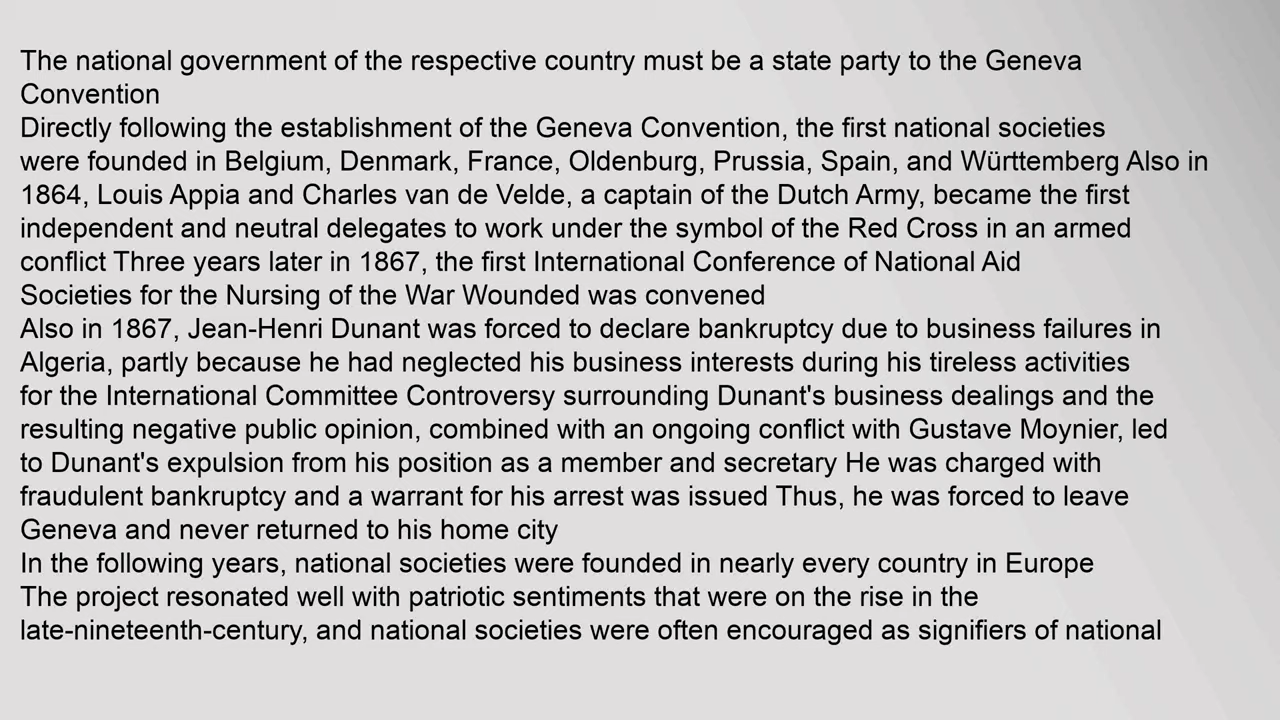 The national government of the respective country must be a state party to the Geneva
Convention
Directly following the establishment of the Geneva Convention, the first national societies
were founded in Belgium, Denmark, France, Oldenburg, Prussia, Spain, and Württemberg Also in
1864, Louis Appia and Charles van de Velde, a captain of the Dutch Army, became the first
independent and neutral delegates to work under the symbol of the Red Cross in an armed
conflict Three years later in 1867, the first International Conference of National Aid
Societies for the Nursing of the War Wounded was convened
Also in 1867, Jean-Henri Dunant was forced to declare bankruptcy due to business failures in
Algeria, partly because he had neglected his business interests during his tireless activities
for the International Committee Controversy surrounding Dunant's business dealings and the
resulting negative public opinion, combined with an ongoing conflict with Gustave Moynier, led
to Dunant's expulsion from his position as a member and secretary He was charged with
fraudulent bankruptcy and a warrant for his arrest was issued Thus, he was forced to leave
Geneva and never returned to his home city
In the following years, national societies were founded in nearly every country in Europe
The project resonated well with patriotic sentiments that were on the rise in the
late-nineteenth-century, and national societies were often encouraged as signifiers of national